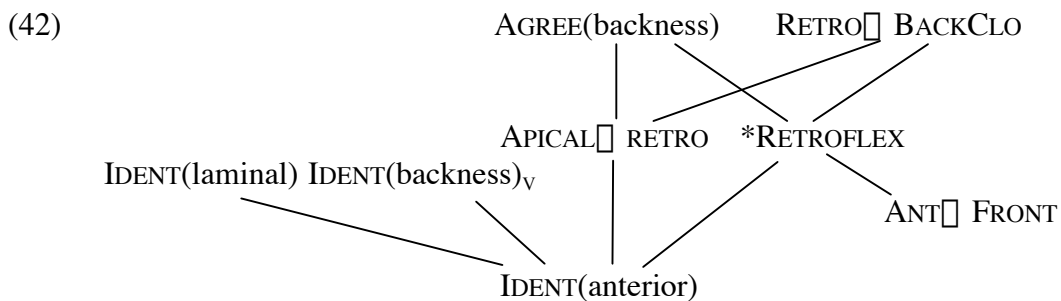 (42) AGREE(backness) RETRO▯ BACKCLO
APICAL▯ RETRO *RETROFLEX
IDENT(laminal) IDENT(backness)V
ANT▯ FRONT
IDENT(anterior)